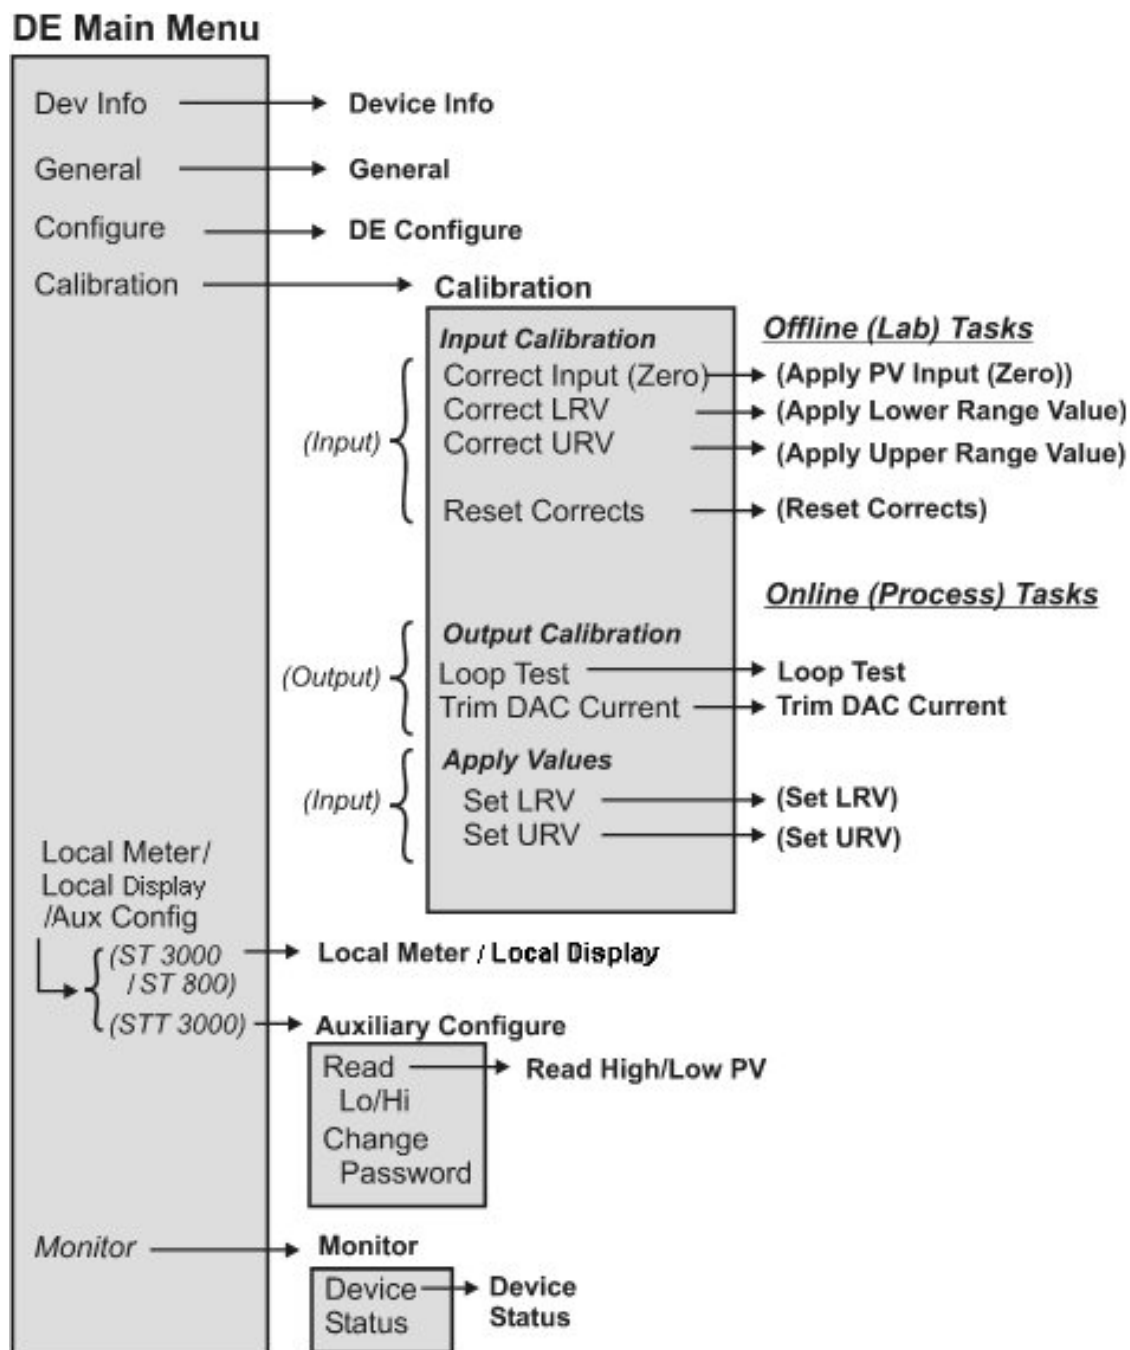 DE Main Menu
Dev Info
Device Info
General
General
Configure
DE Configure
Calibration
Calibration
Input Calibration
Offline (Lab) Tasks
(Input)
Correct Input (Zero)
(Apply PV Input (Zero))
Correct LRV
(Apply Lower Range Value)
Correct URV
(Apply Upper Range Value)
Reset Corrects
(Reset Corrects)
Online (Process) Tasks
Output Calibration
(Output)
Loop Test
Loop Test
Trim DAC Current
Trim DAC Current
Apply Values
(Input)
Set LRV
(Set LRV)
Set URV
(Set URV)
Local Meter/
Local Display
/Aux Config
(ST 3000
/ ST 800)
Local Meter / Local Display
(STT 3000)
Auxiliary Configure
Read
Lo/Hi
Read High/Low PV
Change
Password
Monitor
Monitor
Device
Status
Device
Status